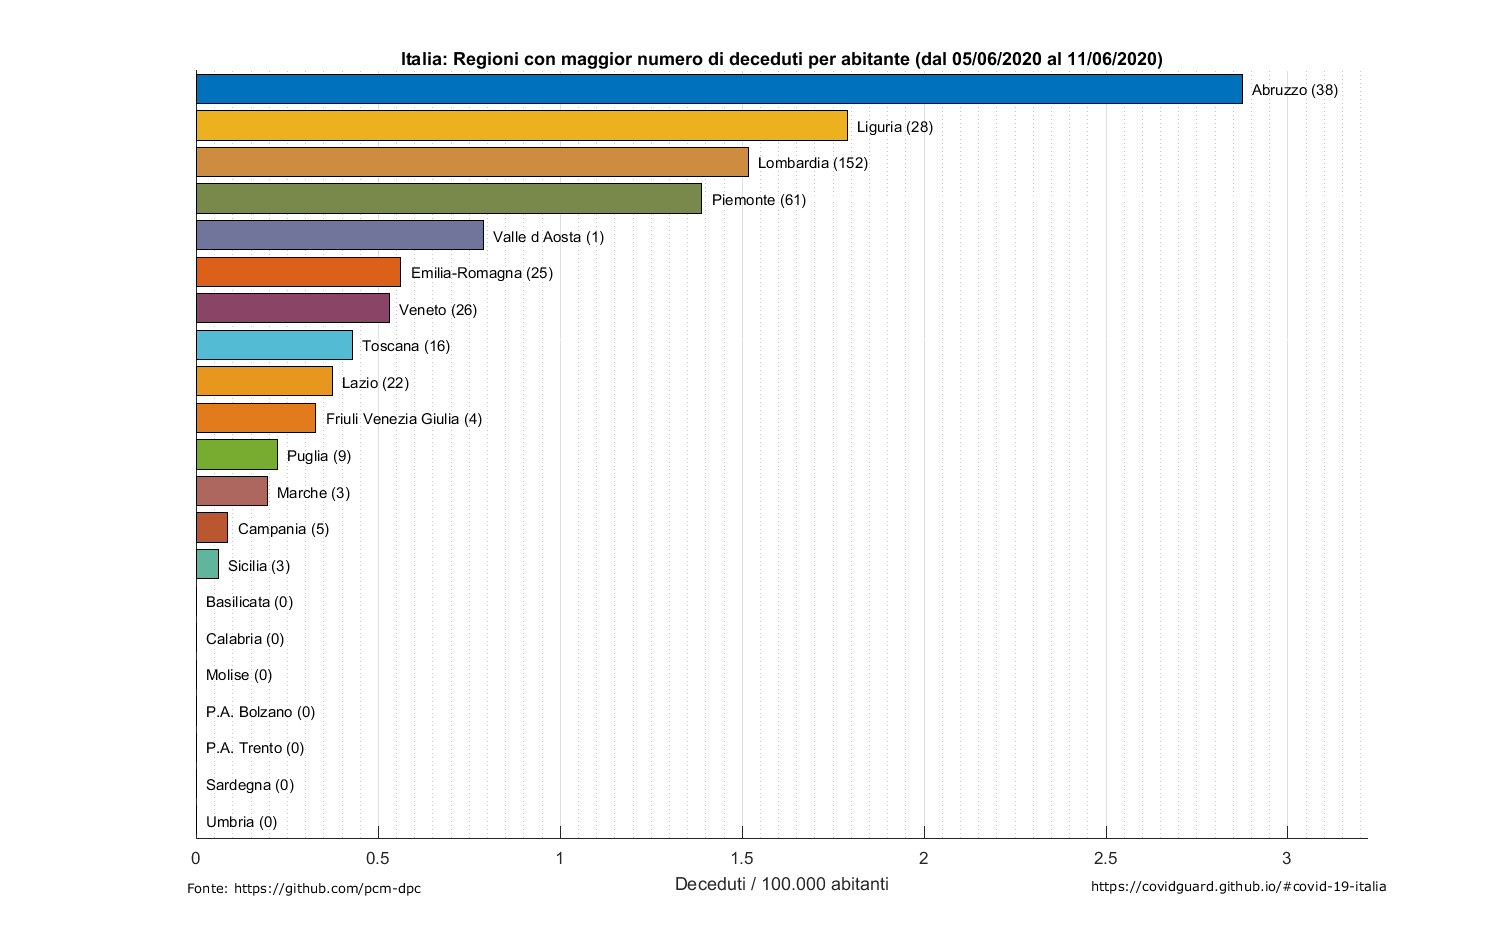 Italia: Regioni con maggior numero di deceduti per abitante (dal 05/06/2020 al 11/06/2020)
Abruzzo (38)
Liguria (28)
Lombardia (152)
Piemonte (61)
Valle d Aosta (1)
Emilia-Romagna (25)
Veneto (26)
Toscana (16)
Lazio (22)
Friuli Venezia Giulia (4)
Puglia (9)
Marche (3)
Campania (5)
Sicilia (3)
Basilicata (0)
Calabria (0)
Molise (0)
P.A. Bolzano (0)
P.A. Trento (0)
Sardegna (0)
Umbria (0)
0 0.5 1 1.5 2 2.5 3
Deceduti / 100.000 abitanti
Fonte: https://github.com/pcm-dpc
https://covidguard.github.io/#covid-19-italia